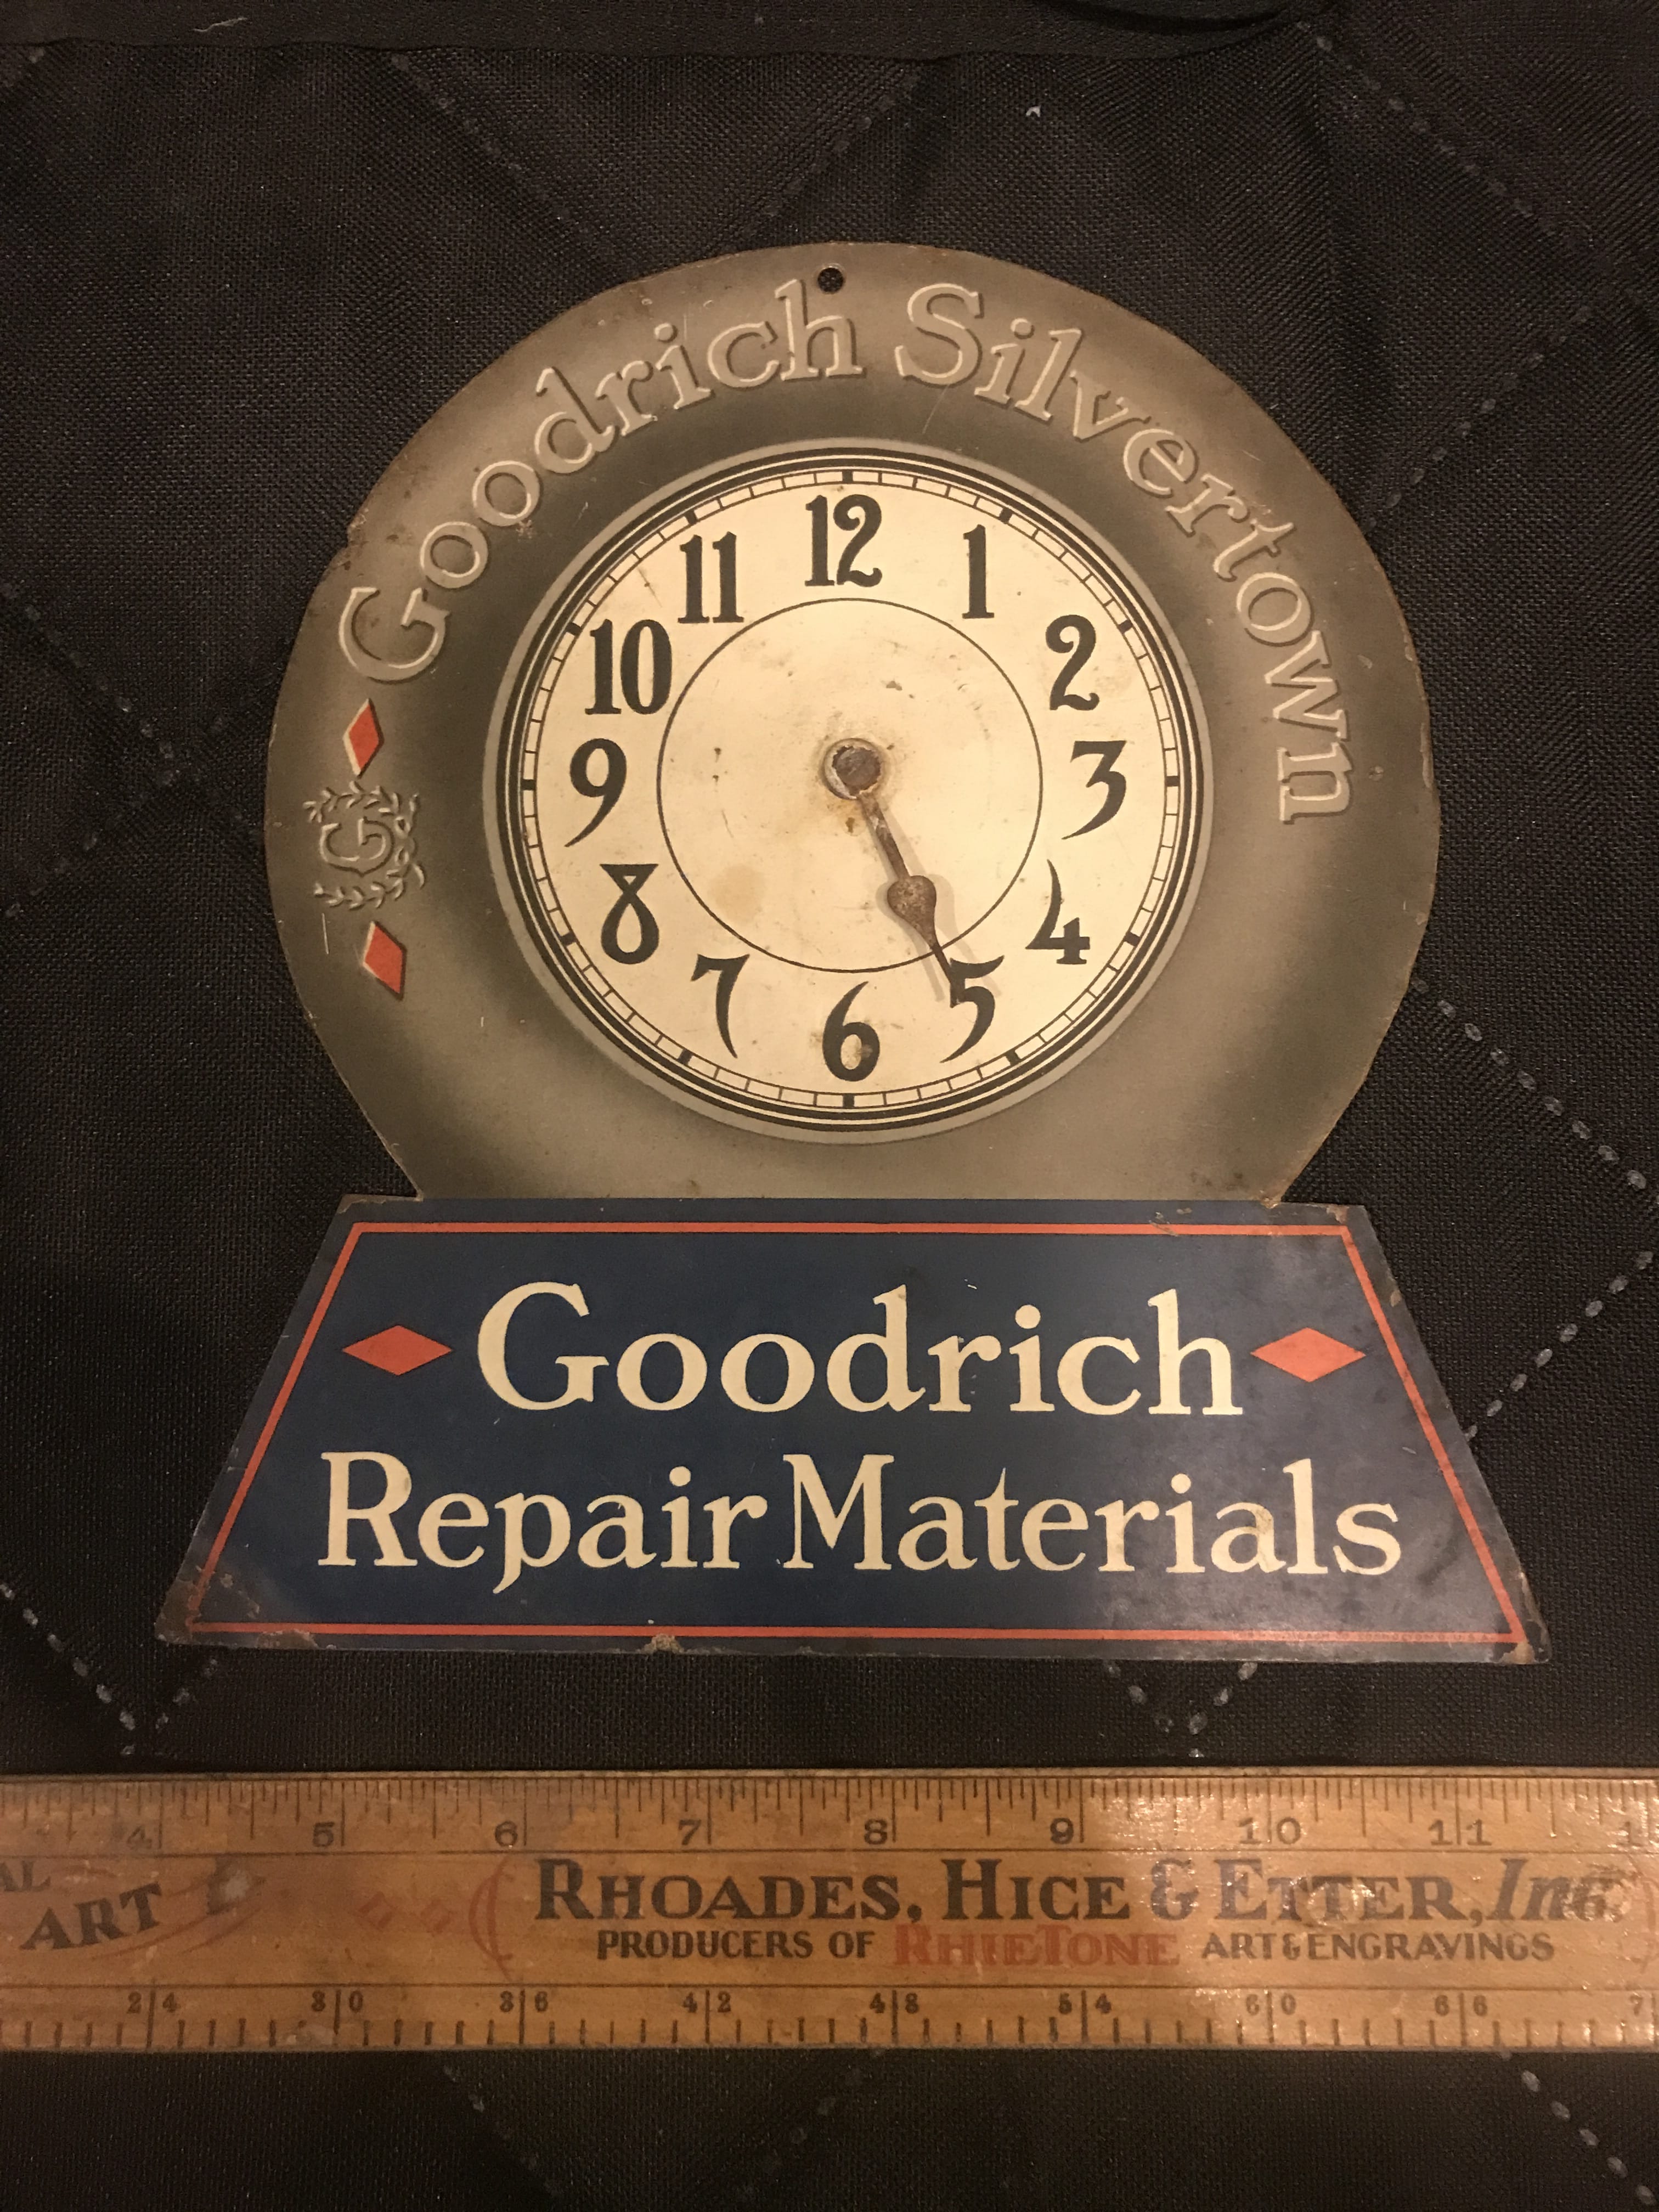 Goodrich Silvertown
12
11 1
10 2
9 3
8 4
7 5
6
G
Goodrich
Repair Materials
4 5 6 7 8 9 10 11
AL
ART
RHOADES, HICE & ETTER, Inc.
PRODUCERS OF RHIETONE ART & ENGRAVINGS
24 30 36 42 48 54 60 66